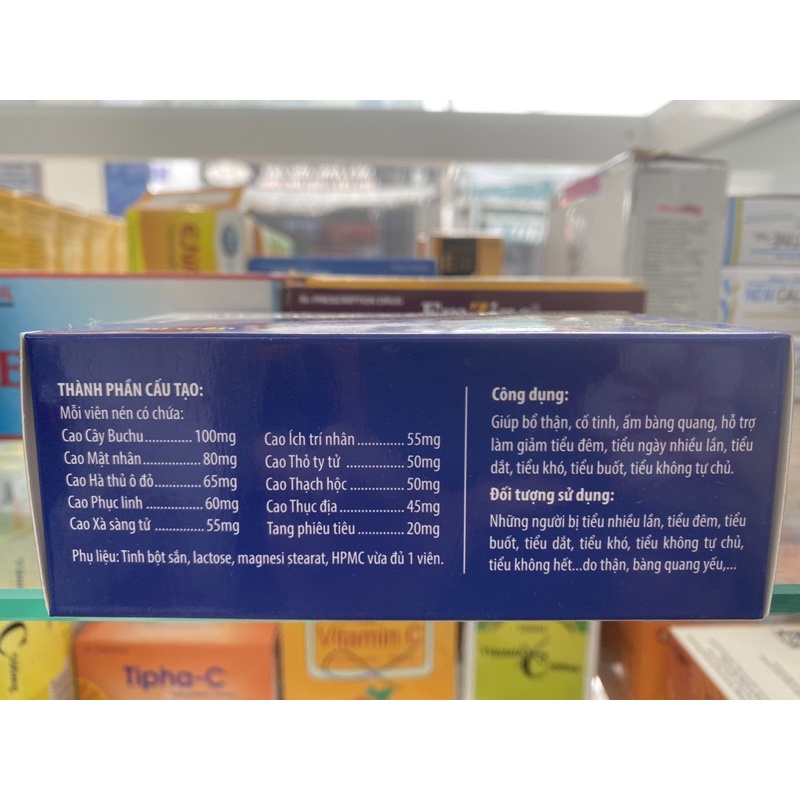 Rx PRESCRIPTION DRUG
NEW CAL
THÀNH PHẦN CẤU TẠO:
Mỗi viên nén có chứa:
Cao Cây Buchu............. 100mg
Cao Mật nhân ............... 80mg
Cao Hà thủ ô đỏ............ 65mg
Cao Phục linh ............... 60mg
Cao Xà sàng tử ............. 55mg
Cao Ích trí nhân ............. 55mg
Cao Thỏ ty tử ............... 50mg
Cao Thạch hộc ............. 50mg
Cao Thục địa ................ 45mg
Tang phiêu tiêu ............ 20mg
Phụ liệu: Tinh bột sắn, lactose, magnesi stearat, HPMC vừa đủ 1 viên.
Công dụng:
Giúp bổ thận, cố tinh, ấm bàng quang, hỗ trợ
làm giảm tiểu đêm, tiểu ngày nhiều lần, tiểu
dắt, tiểu khó, tiểu buốt, tiểu không tự chủ.
Đối tượng sử dụng:
Những người bị tiểu nhiều lần, tiểu đêm, tiểu
buốt, tiểu dắt, tiểu khó, tiểu không tự chủ,
tiểu không hết...do thận, bàng quang yếu,...
Tipha-C
Vitamin C